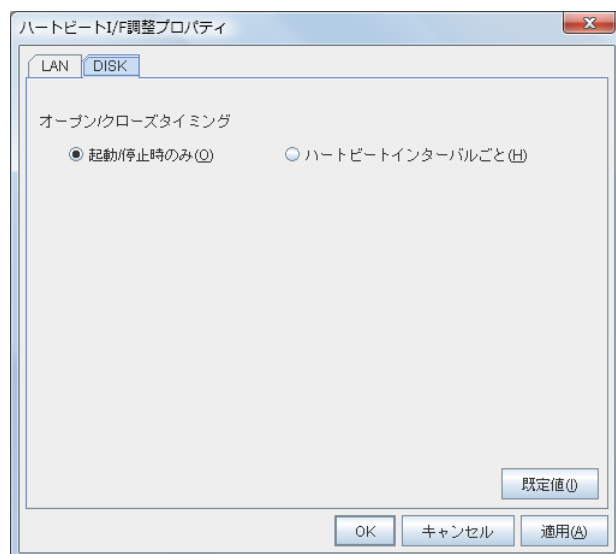 ハートビートI/F調整プロパティ
LAN DISK
オープン/クローズタイミング
起動/停止時のみ(O) ハートビートインターバルごと(H)
既定値(I)
OK キャンセル 適用(A)